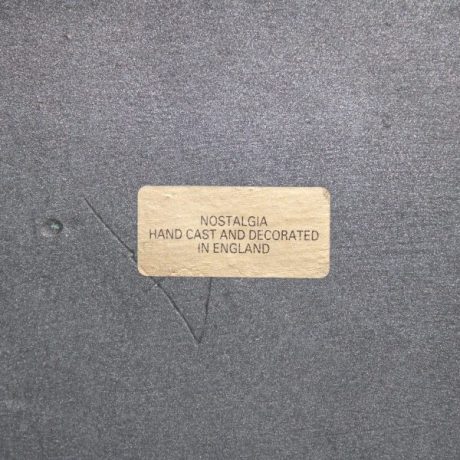 NOSTALGIA
HAND CAST AND DECORATED
IN ENGLAND